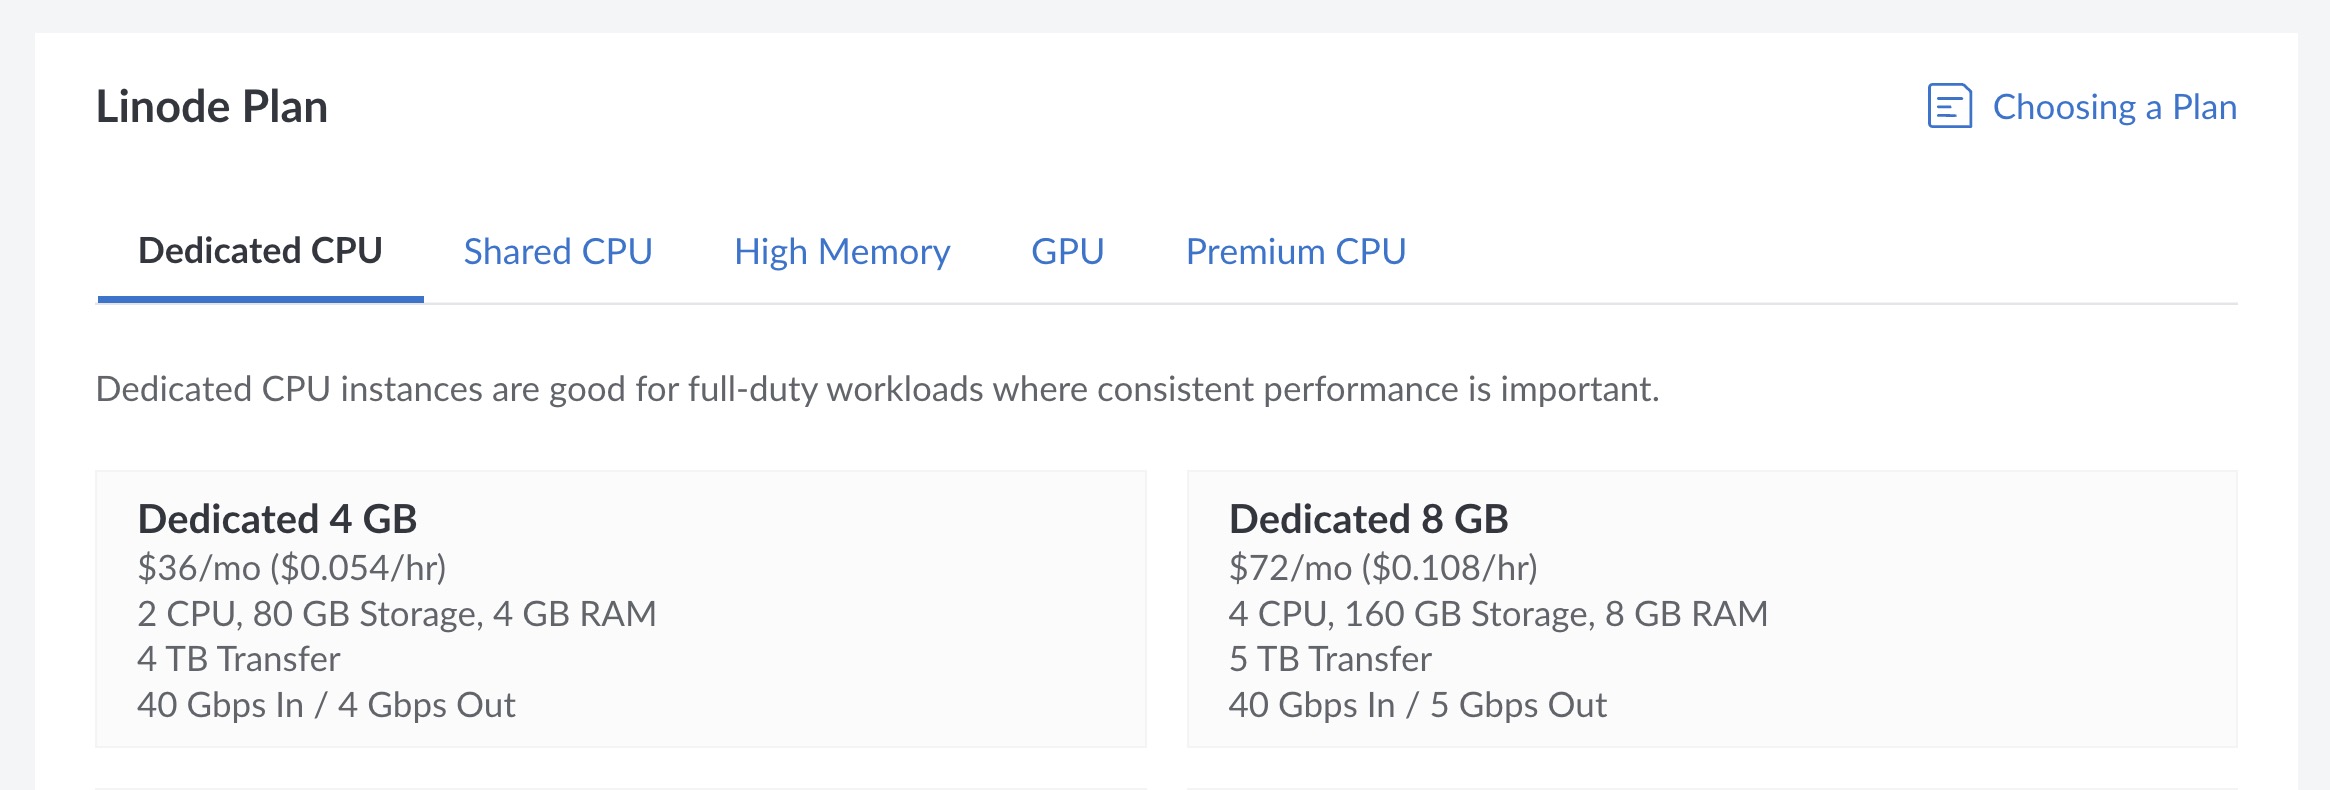 Linode Plan
Choosing a Plan
Dedicated CPU
Shared CPU
High Memory
GPU
Premium CPU
Dedicated CPU instances are good for full-duty workloads where consistent performance is important.
Dedicated 4 GB
$36/mo ($0.054/hr)
2 CPU, 80 GB Storage, 4 GB RAM
4 TB Transfer
40 Gbps In / 4 Gbps Out
Dedicated 8 GB
$72/mo ($0.108/hr)
4 CPU, 160 GB Storage, 8 GB RAM
5 TB Transfer
40 Gbps In / 5 Gbps Out